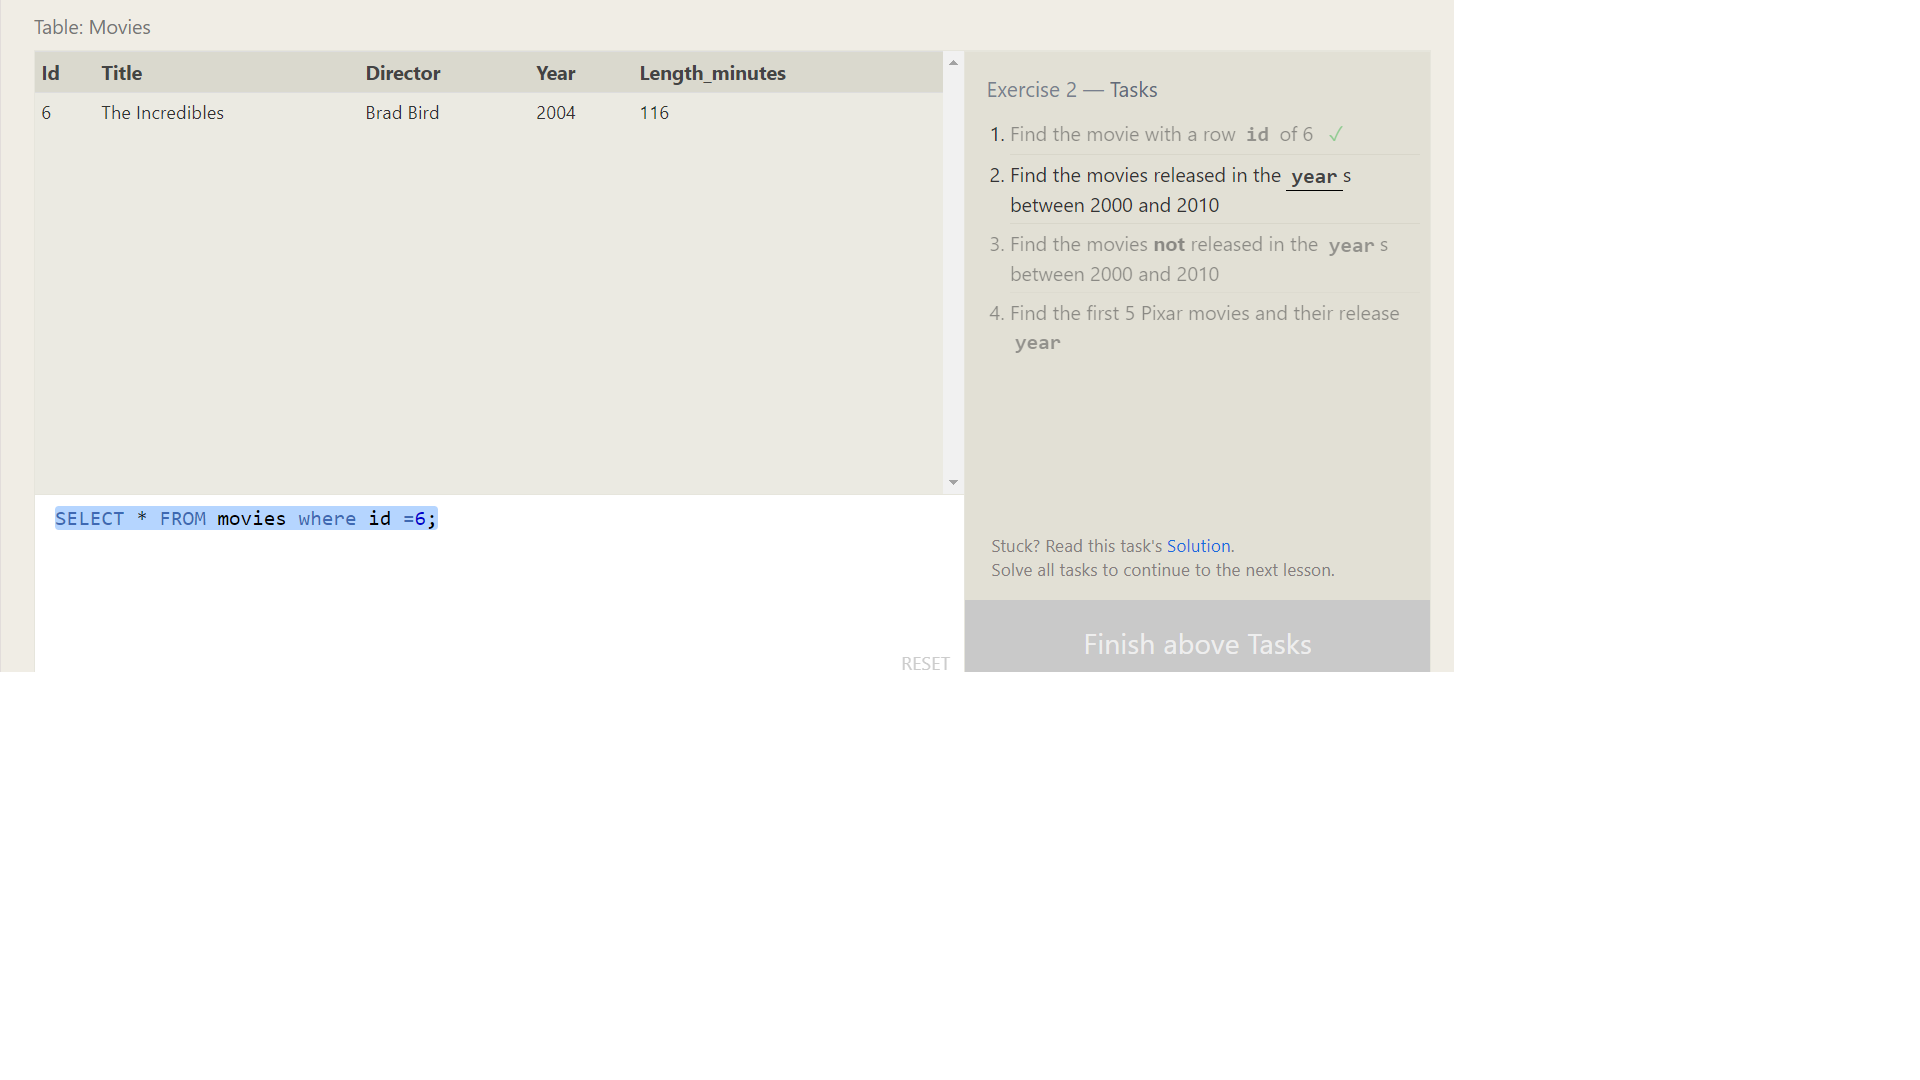 Table: Movies
Id Title Director Year Length_minutes
6 The Incredibles Brad Bird 2004 116
SELECT * FROM movies where id =6;
RESET
Exercise 2 — Tasks
1. Find the movie with a row id of 6 ✓
2. Find the movies released in the year s
between 2000 and 2010
3. Find the movies not released in the year s
between 2000 and 2010
4. Find the first 5 Pixar movies and their release
year
Stuck? Read this task's Solution.
Solve all tasks to continue to the next lesson.
Finish above Tasks